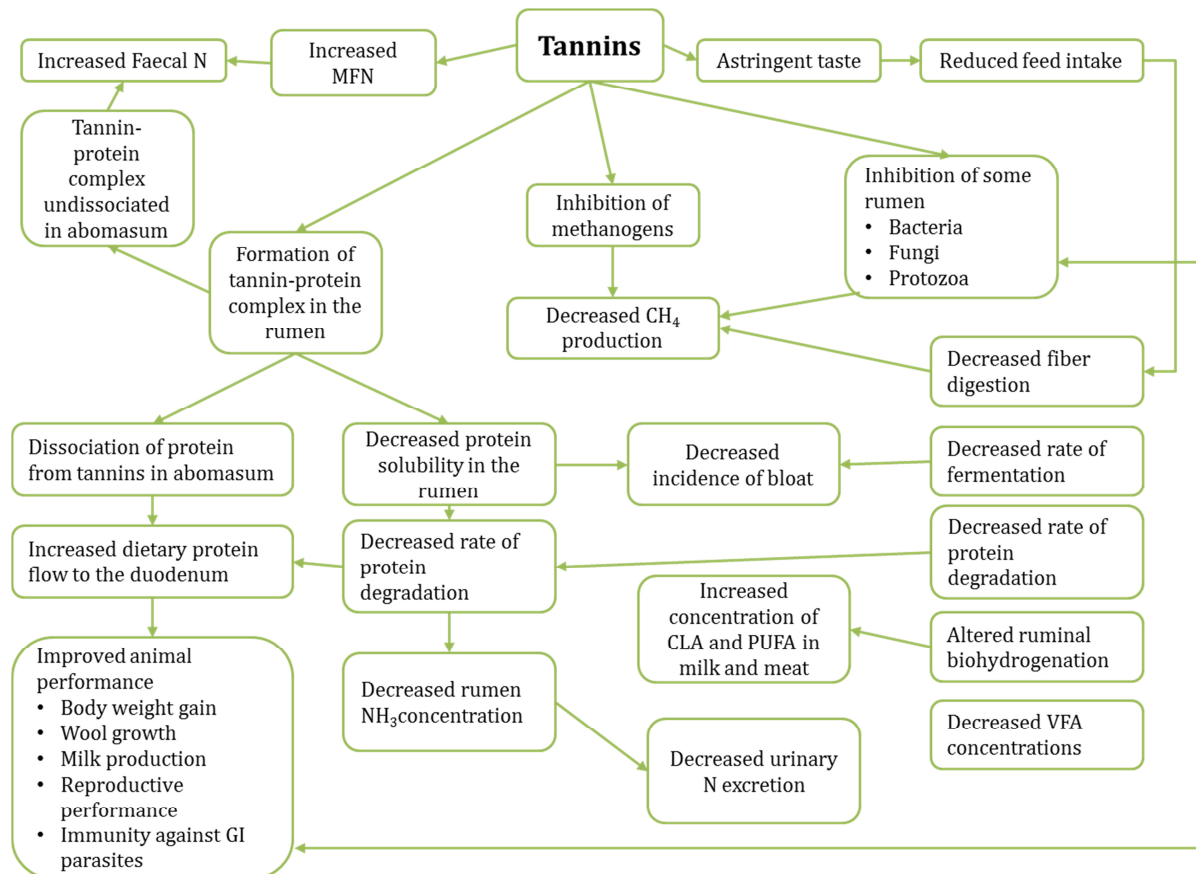 Tannins
Increased Faecal N
Increased
MFN
Astringent taste
Reduced feed intake
Tannin-
protein
complex
undissociated
in abomasum
Inhibition of
methanogens
Inhibition of some
rumen
• Bacteria
• Fungi
• Protozoa
Formation of
tannin-protein
complex in the
rumen
Decreased CH₄
production
Decreased fiber
digestion
Dissociation of protein
from tannins in abomasum
Decreased protein
solubility in the
rumen
Decreased
incidence of bloat
Decreased rate of
fermentation
Increased dietary protein
flow to the duodenum
Decreased rate of
protein
degradation
Decreased rate of
protein
degradation
Increased
concentration of
CLA and PUFA in
milk and meat
Altered ruminal
biohydrogenation
Improved animal
performance
• Body weight gain
• Wool growth
• Milk production
• Reproductive
performance
• Immunity against GI
parasites
Decreased rumen
NH₃concentration
Decreased VFA
concentrations
Decreased urinary
N excretion